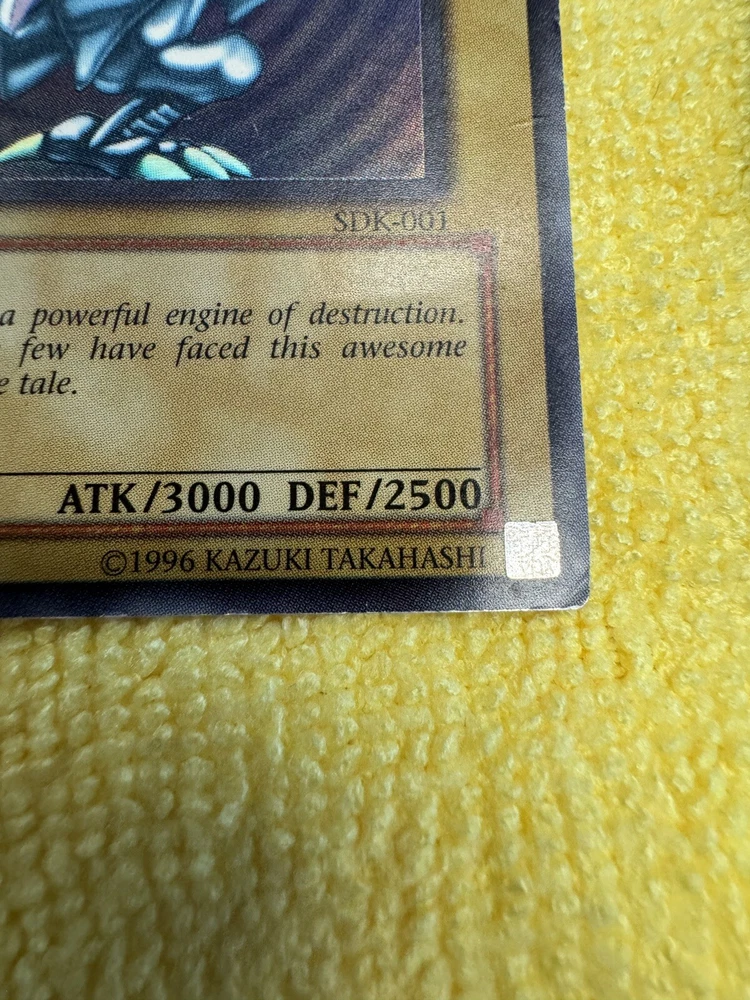 SDK-001
a powerful engine of destruction.
few have faced this awesome
e tale.
ATK/3000 DEF/2500
©1996 KAZUKI TAKAHASHI